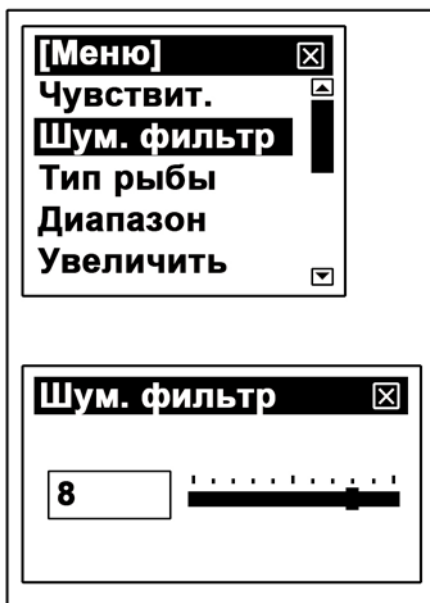 [Меню]
Чувствит.
Шум. фильтр
Тип рыбы
Диапазон
Увеличить
Шум. фильтр
8